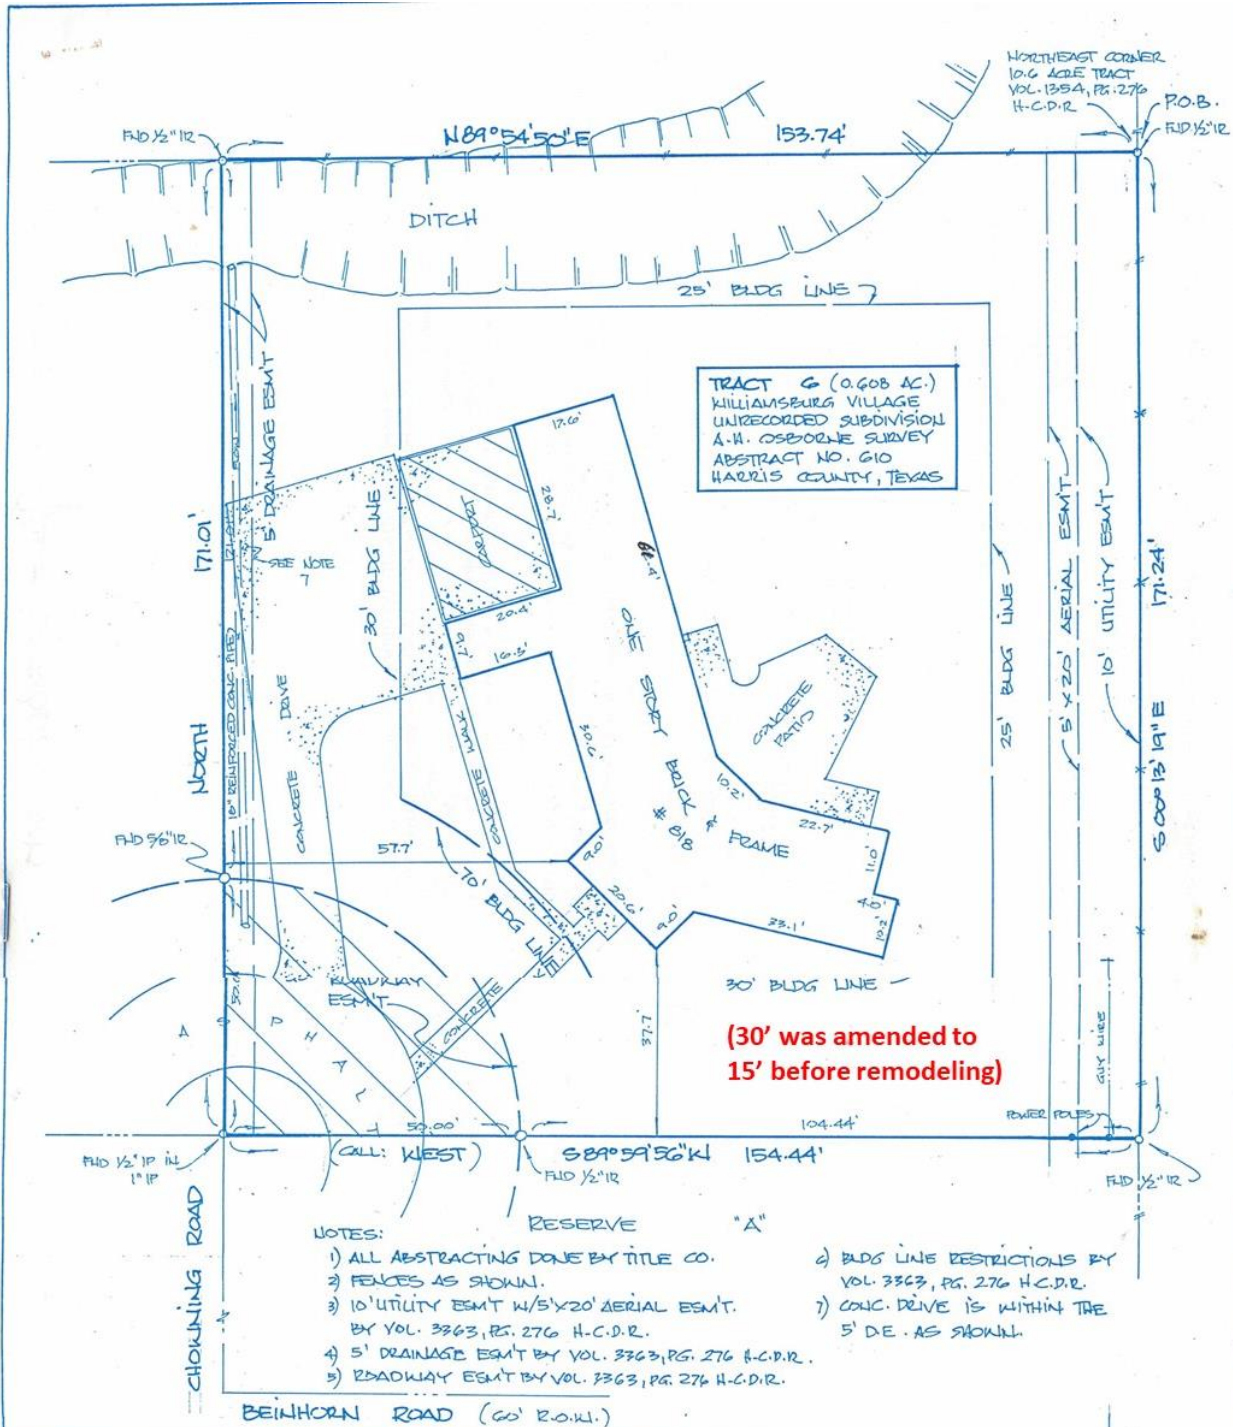 NORTHEAST CORNER
10.6 ACRE TRACT
VOL. 1354, PG. 276
H.C.D.R
P.O.B.
FND ½" IR
FND ½" IR
N89°54'50"E
153.74'
DITCH
25' BLDG LINE
5' DRAINAGE ESM'T
TRACT 6 (0.608 AC.)
WILLIAMSBURG VILLAGE
UNRECORDED SUBDIVISION
A.H. OSBORNE SURVEY
ABSTRACT NO. 610
HARRIS COUNTY, TEXAS
17.6'
28.7'
CARPORT
30' BLDG LINE
SEE NOTE
7
171.01'
NORTH
20.4'
9.7'
16.3'
30.6'
ONE STORY BRICK & FRAME
# 818
CONCRETE
PATIO
25' BLDG LINE
5' X 20' AERIAL ESM'T
10' UTILITY ESM'T
171.24'
S 00°13'19" E
18" REINFORCED CONC. PIPE
CONCRETE DRIVE
CONCRETE WALK
10.2'
22.7'
11.0'
4.0'
10.2'
33.1'
9.0'
20.6'
9.0'
FND 5/8" IR
57.7'
70' BLDG LINE
ROADWAY
ESM'T
CONCRETE
ASPHALT
37.7'
30' BLDG LINE
(30' was amended to
15' before remodeling)
GUY WIRE
POWER POLES
50.00'
104.44'
(CALL: WEST)
S89°59'56"W
154.44'
FND ½" IP IN
1" IP
FND ½" IR
FND ½" IR
RESERVE "A"
CHOWNING ROAD
NOTES:
1) ALL ABSTRACTING DONE BY TITLE CO.
2) FENCES AS SHOWN.
3) 10' UTILITY ESM'T W/5'X20' AERIAL ESM'T.
BY VOL. 3363, PG. 276 H.C.D.R.
4) 5' DRAINAGE ESM'T BY VOL. 3363, PG. 276 H.C.D.R.
5) ROADWAY ESM'T BY VOL. 3363, PG. 276 H.C.D.R.
6) BLDG LINE RESTRICTIONS BY
VOL. 3363, PG. 276 H.C.D.R.
7) CONC. DRIVE IS WITHIN THE
5' D.E. AS SHOWN.
BEINHORN ROAD (60' R.O.W.)